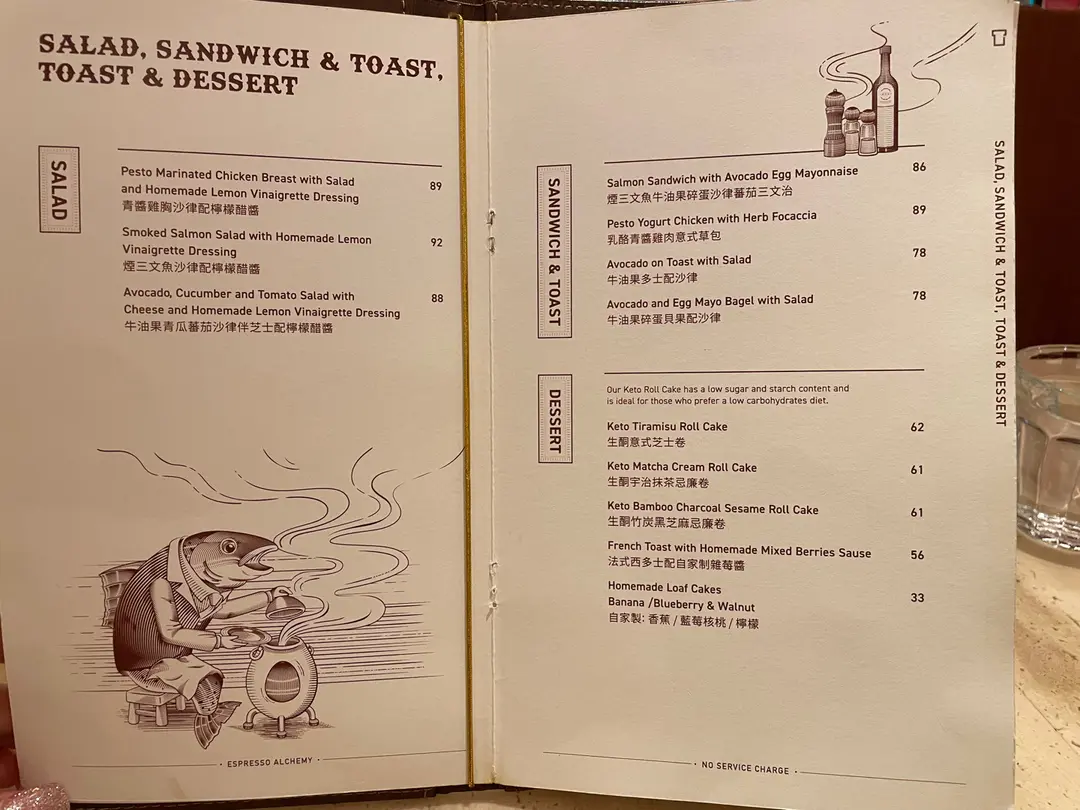 SALAD, SANDWICH & TOAST,
TOAST & DESSERT
SALAD
Pesto Marinated Chicken Breast with Salad
and Homemade Lemon Vinaigrette Dressing 89
青醬雞胸沙律配檸檬醋醬
Smoked Salmon Salad with Homemade Lemon 92
Vinaigrette Dressing
煙三文魚沙律配檸檬醋醬
Avocado, Cucumber and Tomato Salad with 88
Cheese and Homemade Lemon Vinaigrette Dressing
牛油果青瓜蕃茄沙律伴芝士配檸檬醋醬
· ESPRESSO ALCHEMY ·
SANDWICH & TOAST
Salmon Sandwich with Avocado Egg Mayonnaise 86
煙三文魚牛油果碎蛋沙律蕃茄三文治
Pesto Yogurt Chicken with Herb Focaccia 89
乳酪青醬雞肉意式草包
Avocado on Toast with Salad 78
牛油果多士配沙律
Avocado and Egg Mayo Bagel with Salad 78
牛油果碎蛋貝果配沙律
DESSERT
Our Keto Roll Cake has a low sugar and starch content and
is ideal for those who prefer a low carbohydrates diet.
Keto Tiramisu Roll Cake 62
生酮意式芝士卷
Keto Matcha Cream Roll Cake 61
生酮宇治抹茶忌廉卷
Keto Bamboo Charcoal Sesame Roll Cake 61
生酮竹炭黑芝麻忌廉卷
French Toast with Homemade Mixed Berries Sause 56
法式西多士配自家制雜莓醬
Homemade Loaf Cakes
Banana /Blueberry & Walnut 33
自家製: 香蕉 / 藍莓核桃 / 檸檬
· NO SERVICE CHARGE ·
SALAD, SANDWICH & TOAST, TOAST & DESSERT